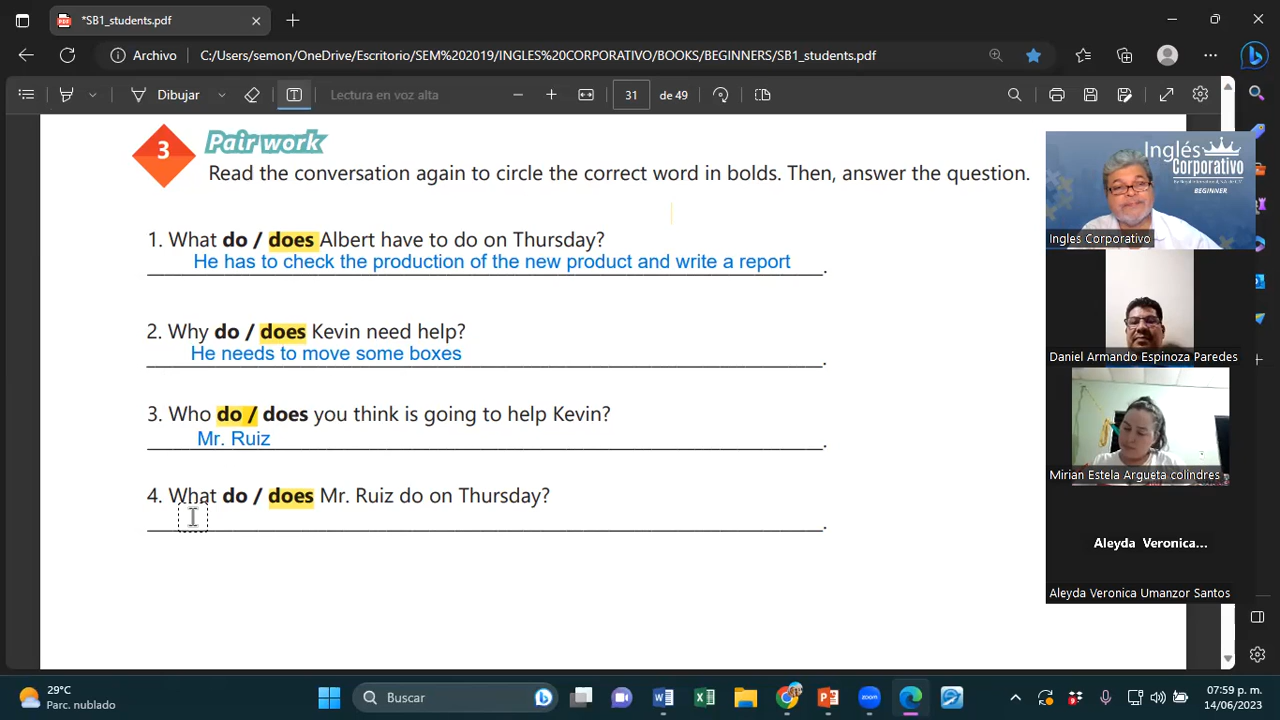 *SB1_students.pdf
Archivo
C:/Users/semon/OneDrive/Escritorio/SEM%202019/INGLES%20CORPORATIVO/BOOKS/BEGINNERS/SB1_students.pdf
Dibujar
Lectura en voz alta
31
de 49
3
Pair work
Read the conversation again to circle the correct word in bolds. Then, answer the question.
1. What do / does Albert have to do on Thursday?
He has to check the production of the new product and write a report.
2. Why do / does Kevin need help?
He needs to move some boxes.
3. Who do / does you think is going to help Kevin?
Mr. Ruiz.
4. What do / does Mr. Ruiz do on Thursday?
Inglés
Corporativo
BEGINNER
Ingles Corporativo
Daniel Armando Espinoza Paredes
Mirian Estela Argueta colindres
Aleyda Veronica...
Aleyda Veronica Umanzor Santos
29°C
Parc. nublado
Buscar
07:59 p. m.
14/06/2023